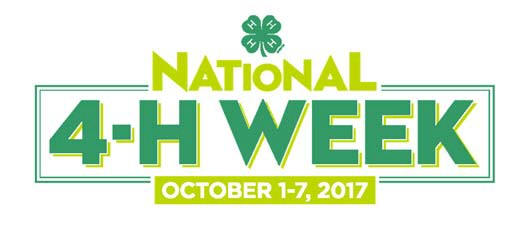 H H H H
NATIONAL
4-H WEEK
OCTOBER 1-7, 2017